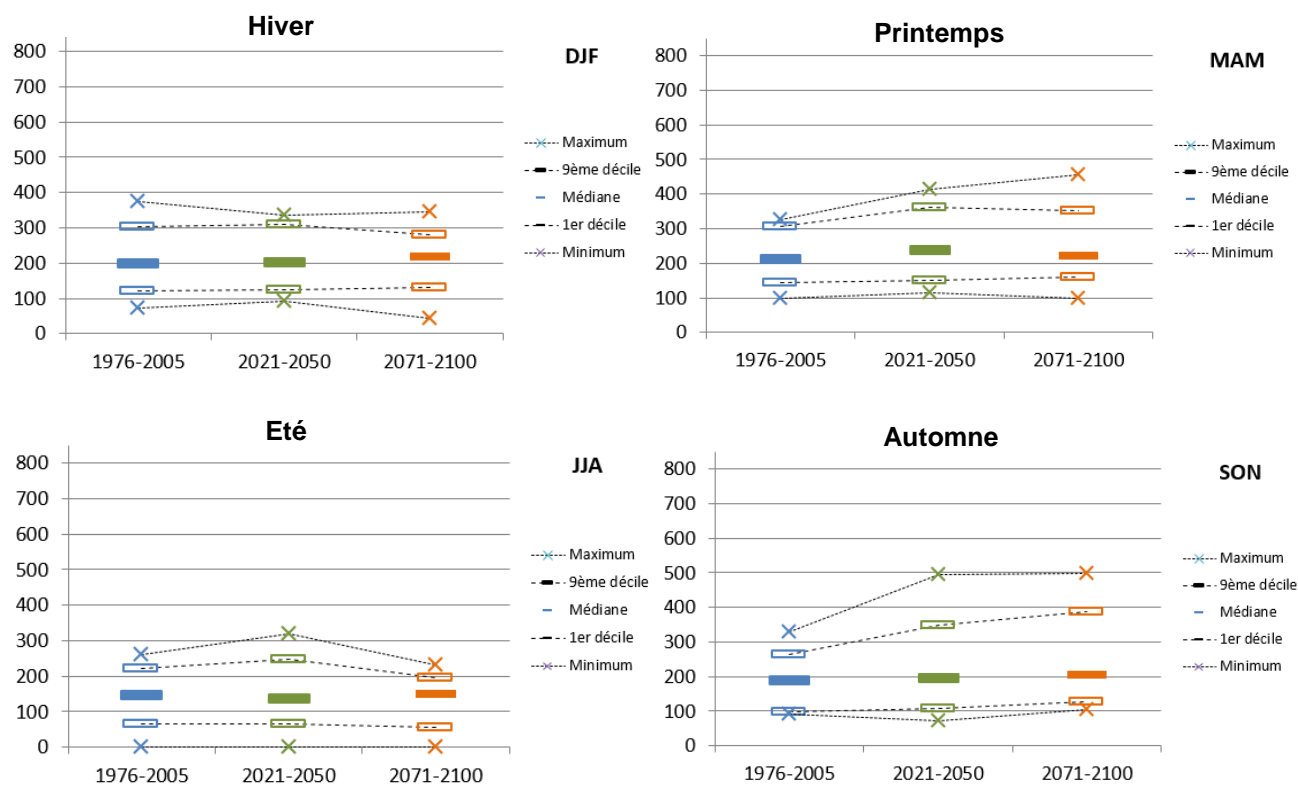 Hiver
DJF
800
700
600
500
400
300
200
100
0
1976-2005 2021-2050 2071-2100
Maximum
9ème décile
Médiane
1er décile
Minimum
Printemps
MAM
800
700
600
500
400
300
200
100
0
1976-2005 2021-2050 2071-2100
Maximum
9ème décile
Médiane
1er décile
Minimum
Eté
JJA
800
700
600
500
400
300
200
100
0
1976-2005 2021-2050 2071-2100
Maximum
9ème décile
Médiane
1er décile
Minimum
Automne
SON
800
700
600
500
400
300
200
100
0
1976-2005 2021-2050 2071-2100
Maximum
9ème décile
Médiane
1er décile
Minimum